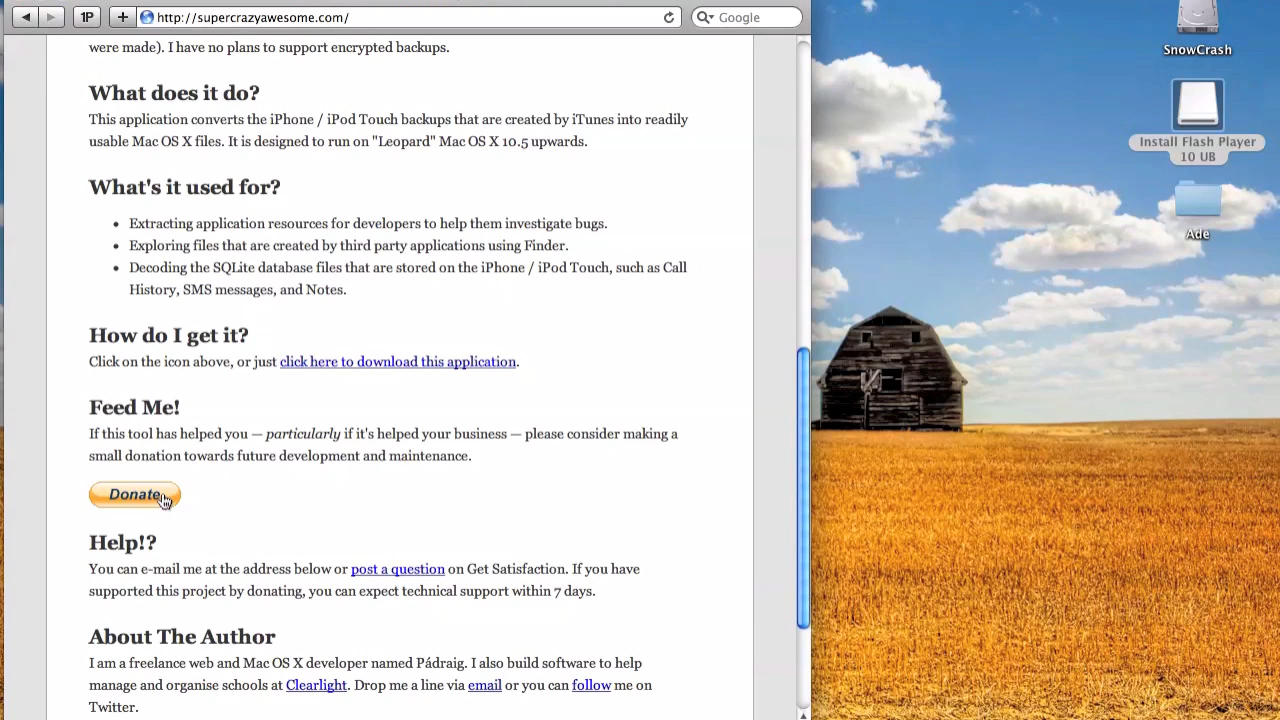 1P
http://supercrazyawesome.com/
Google
were made). I have no plans to support encrypted backups.
What does it do?
This application converts the iPhone / iPod Touch backups that are created by iTunes into readily
usable Mac OS X files. It is designed to run on "Leopard" Mac OS X 10.5 upwards.
What's it used for?
• Extracting application resources for developers to help them investigate bugs.
• Exploring files that are created by third party applications using Finder.
• Decoding the SQLite database files that are stored on the iPhone / iPod Touch, such as Call
History, SMS messages, and Notes.
How do I get it?
Click on the icon above, or just click here to download this application.
Feed Me!
If this tool has helped you — particularly if it's helped your business — please consider making a
small donation towards future development and maintenance.
Donate
Help!?
You can e-mail me at the address below or post a question on Get Satisfaction. If you have
supported this project by donating, you can expect technical support within 7 days.
About The Author
I am a freelance web and Mac OS X developer named Pádraig. I also build software to help
manage and organise schools at Clearlight. Drop me a line via email or you can follow me on
Twitter.
SnowCrash
Install Flash Player
10 UB
Ade